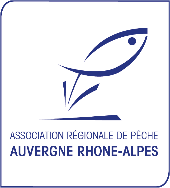 ASSOCIATION RÉGIONALE DE PÊCHE
AUVERGNE RHONE-ALPES